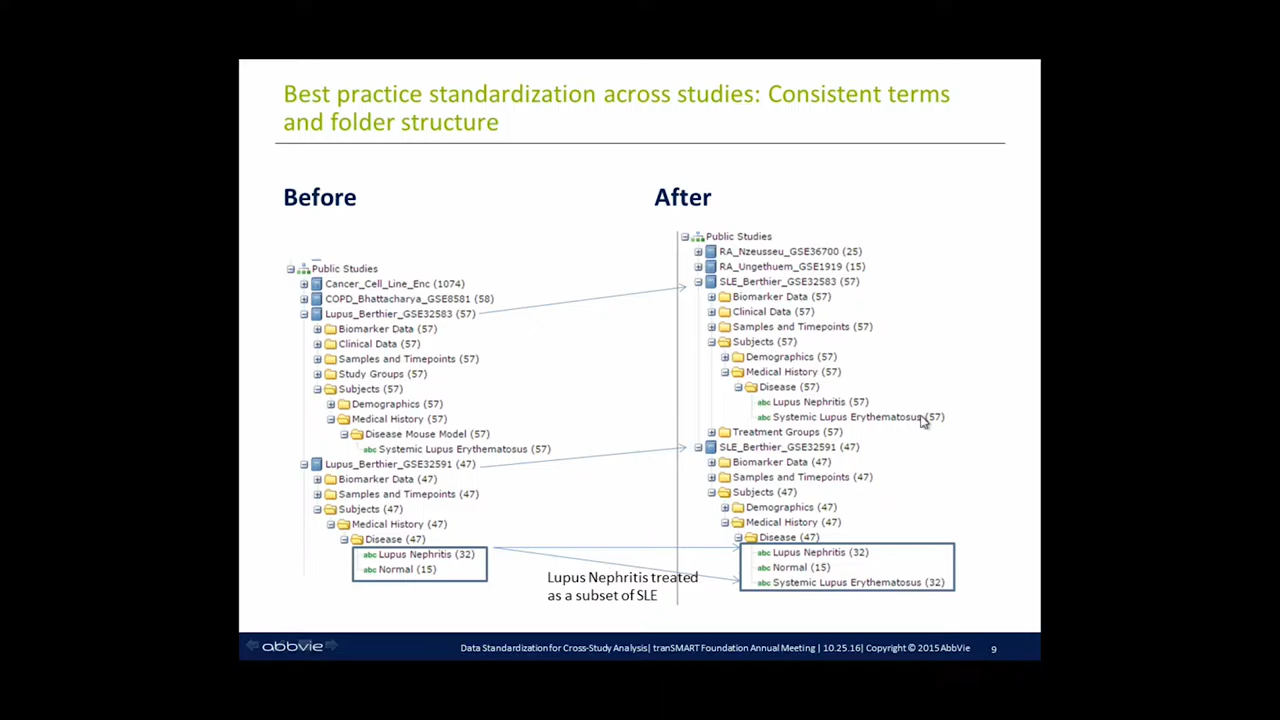 Best practice standardization across studies: Consistent terms
and folder structure
Before
Public Studies
Cancer_Cell_Line_Enc (1074)
COPD_Bhattacharya_GSE8581 (58)
Lupus_Berthier_GSE32583 (57)
Biomarker Data (57)
Clinical Data (57)
Samples and Timepoints (57)
Study Groups (57)
Subjects (57)
Demographics (57)
Medical History (57)
Disease Mouse Model (57)
abc Systemic Lupus Erythematosus (57)
Lupus_Berthier_GSE32591 (47)
Biomarker Data (47)
Samples and Timepoints (47)
Subjects (47)
Medical History (47)
Disease (47)
abc Lupus Nephritis (32)
abc Normal (15)
Lupus Nephritis treated
as a subset of SLE
After
Public Studies
RA_Nzeusseu_GSE36700 (25)
RA_Ungethuem_GSE1919 (15)
SLE_Berthier_GSE32583 (57)
Biomarker Data (57)
Clinical Data (57)
Samples and Timepoints (57)
Subjects (57)
Demographics (57)
Medical History (57)
Disease (57)
abc Lupus Nephritis (57)
abc Systemic Lupus Erythematosus (57)
Treatment Groups (57)
SLE_Berthier_GSE32591 (47)
Biomarker Data (47)
Samples and Timepoints (47)
Subjects (47)
Demographics (47)
Medical History (47)
Disease (47)
abc Lupus Nephritis (32)
abc Normal (15)
abc Systemic Lupus Erythematosus (32)
abbvie
Data Standardization for Cross-Study Analysis| tranSMART Foundation Annual Meeting | 10.25.16| Copyright © 2015 AbbVie
9